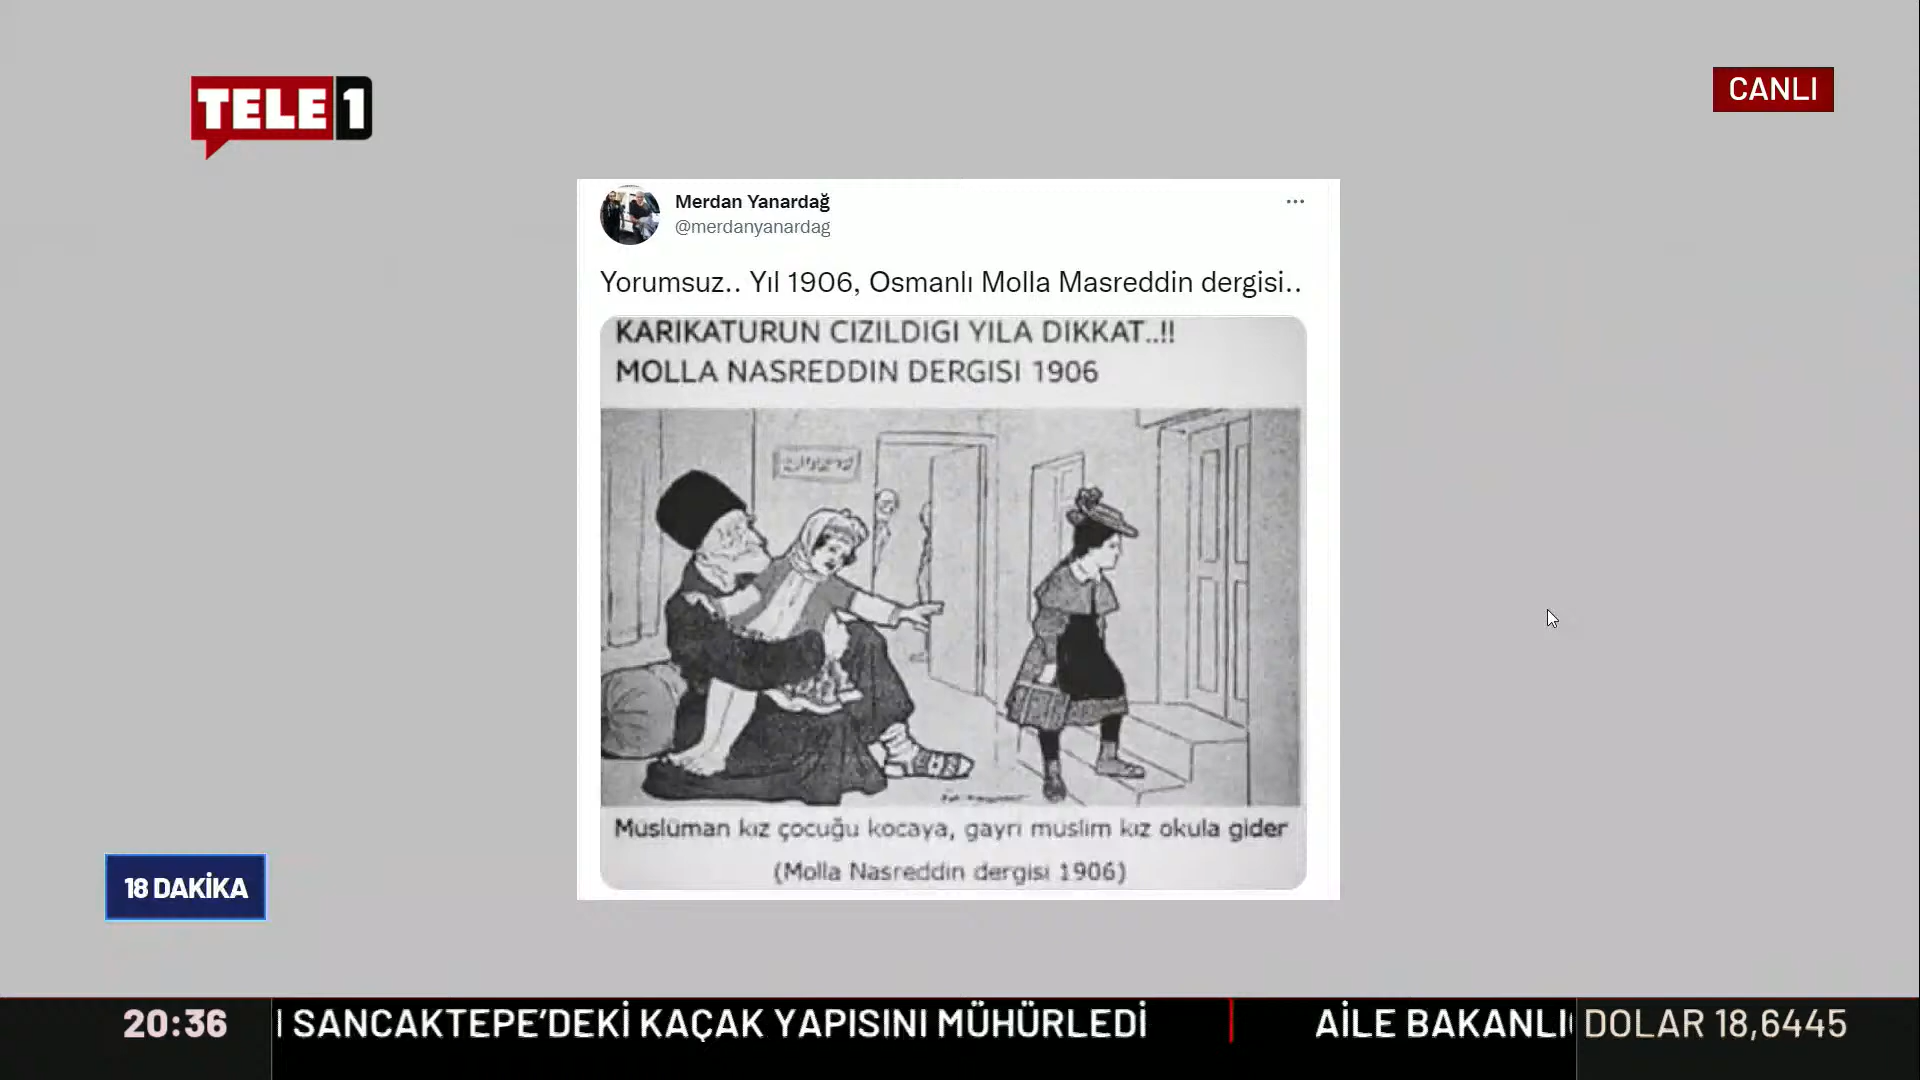 TELE1
CANLI
Merdan Yanardağ
@merdanyanardag
Yorumsuz.. Yıl 1906, Osmanlı Molla Masreddin dergisi..
KARIKATURUN CIZILDIGI YILA DIKKAT..!!
MOLLA NASREDDIN DERGISI 1906
Müslüman kız çocuğu kocaya, gayrı müslim kız okula gider
(Molla Nasreddin dergisi 1906)
18 DAKİKA
20:36
SANCAKTEPE’DEKİ KAÇAK YAPISINI MÜHÜRLEDİ
AİLE BAKANLI
DOLAR 18,6445